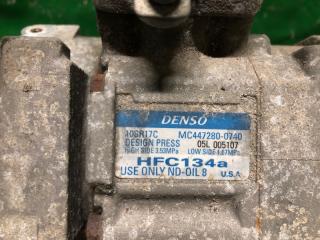 DENSO
10SR17C MC447280-0740
DESIGN PRESS 05L 005107
HIGH SIDE 3.53MPa LOW SIDE 1.67MPa
HFC134a
USE ONLY ND-OIL 8 U.S.A